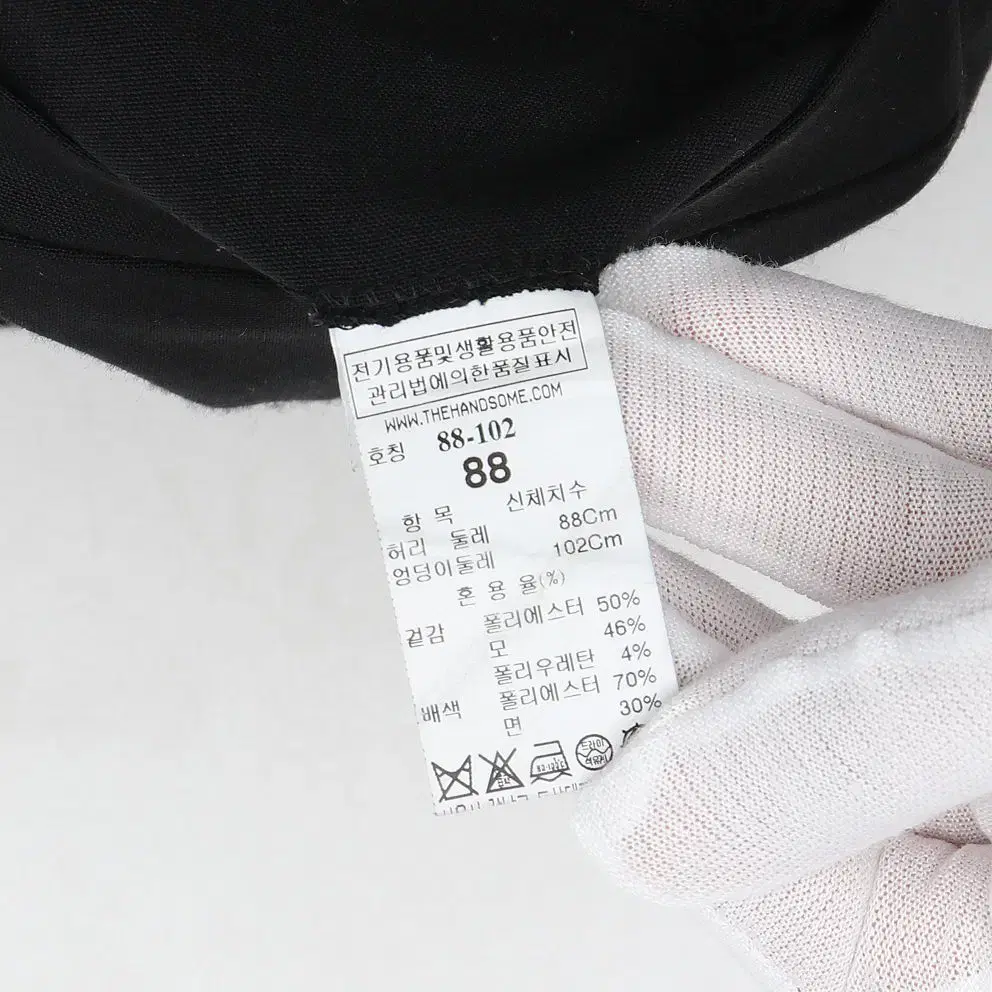 전기용품및생활용품안전
관리법에의한품질표시
WWW.THEHANDSOME.COM
호칭 88-102
88
항 목 신체치수
허리 둘레 88Cm
엉덩이둘레 102Cm
혼 용 율(%)
겉감 폴리에스터 50%
모 46%
폴리우레탄 4%
배색 폴리에스터 70%
면 30%
드라이